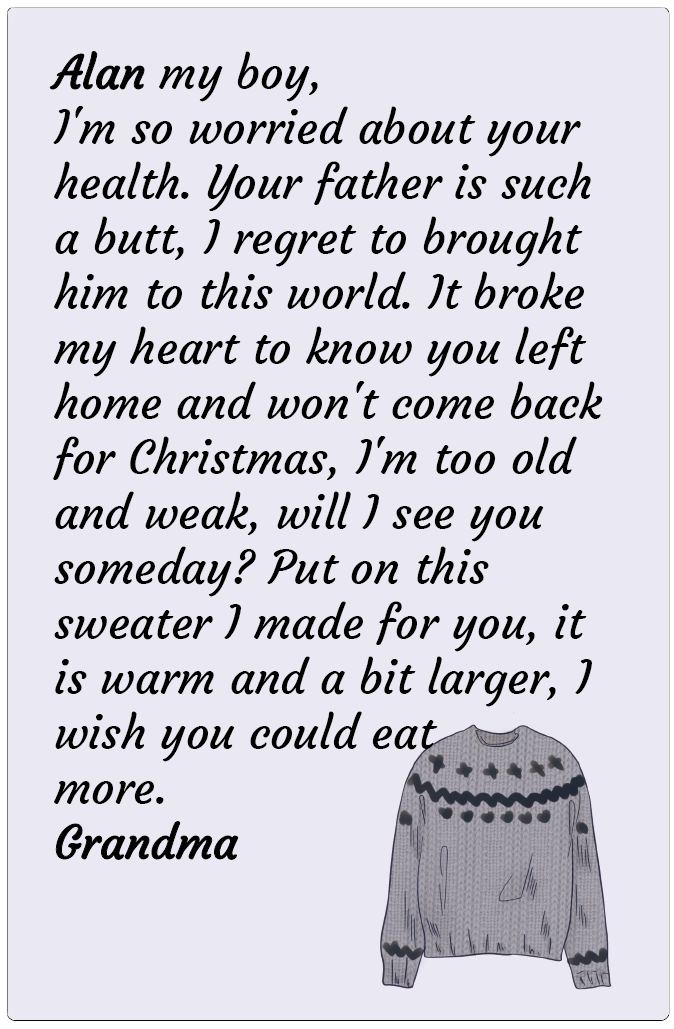 Alan my boy,
I'm so worried about your
health. Your father is such
a butt, I regret to brought
him to this world. It broke
my heart to know you left
home and won't come back
for Christmas, I'm too old
and weak, will I see you
someday? Put on this
sweater I made for you, it
is warm and a bit larger, I
wish you could eat
more.
Grandma